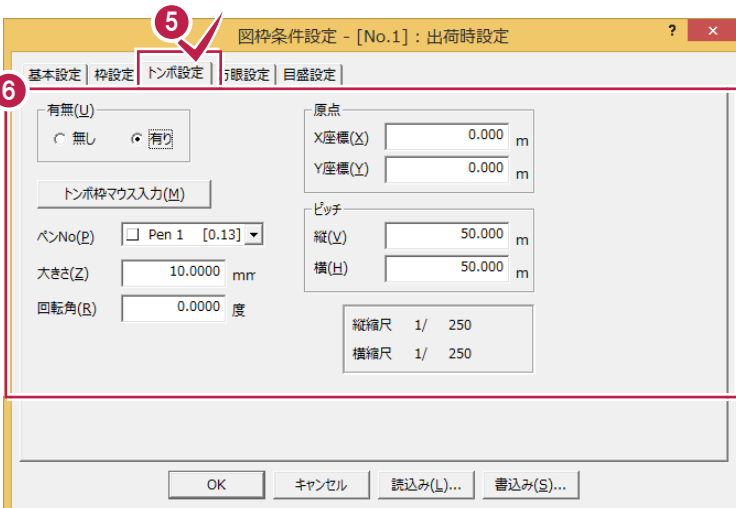 5
図枠条件設定 - [No.1] : 出荷時設定
? ×
基本設定 枠設定 トンボ設定 方眼設定 目盛設定
6
有無(U)
無し 有り
トンボ枠マウス入力(M)
ペンNo(P) Pen 1 [0.13]
大きさ(Z) 10.0000 mm
回転角(R) 0.0000 度
原点
X座標(X) 0.000 m
Y座標(Y) 0.000 m
ピッチ
縦(V) 50.000 m
横(H) 50.000 m
縦縮尺 1/ 250
横縮尺 1/ 250
OK キャンセル 読込み(L)... 書込み(S)...